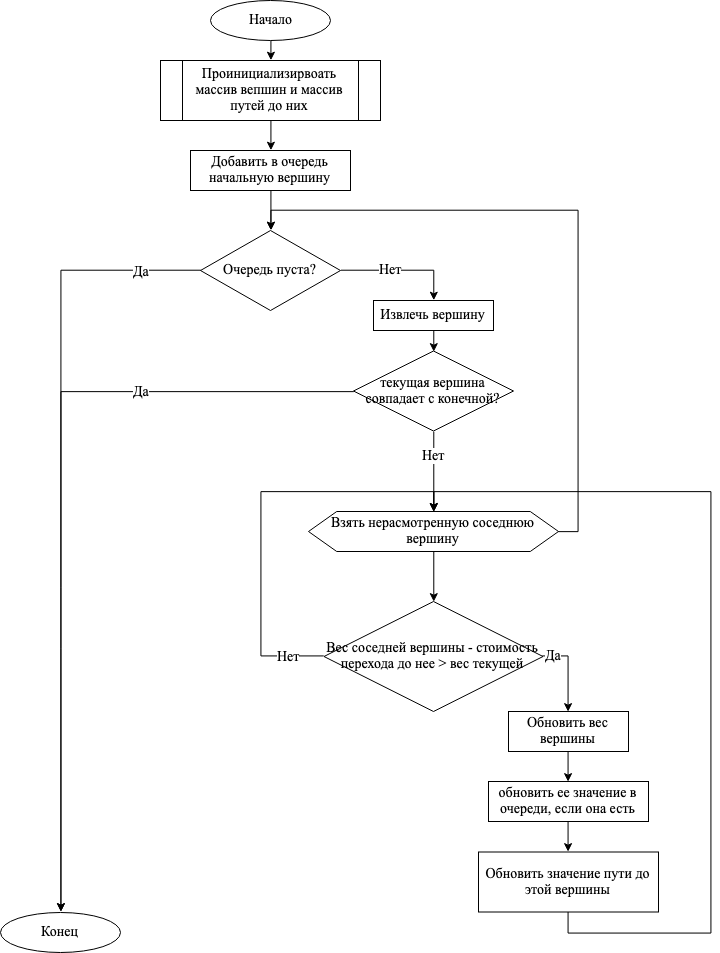 Начало
Проинициализирвоать
массив вепшин и массив
путей до них
Добавить в очередь
начальную вершину
Очередь пуста?
Да
Нет
Извлечь вершину
текущая вершина
совпадает с конечной?
Да
Нет
Взять нерасмотренную соседнюю
вершину
Вес соседней вершины - стоимость
перехода до нее > вес текущей
Нет
Да
Обновить вес
вершины
обновить ее значение в
очереди, если она есть
Обновить значение пути до
этой вершины
Конец